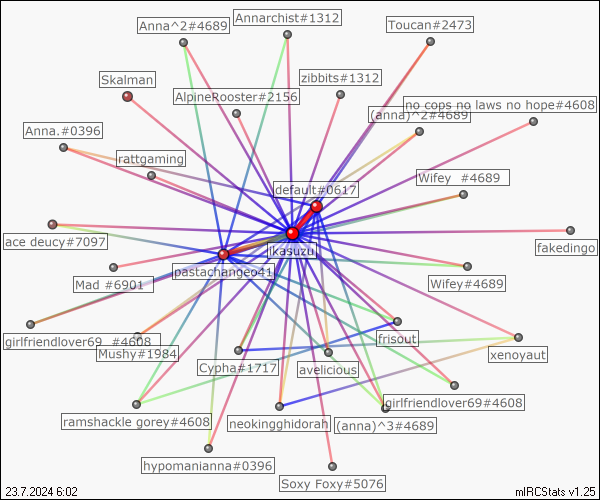 Annarchist#1312
Anna^2#4689
Toucan#2473
Skalman
zibbits#1312
AlpineRooster#2156
no cops no laws no hope#4608
(anna)^2#4689
Anna.#0396
rattgaming
Wifey #4689
default#0617
ace deucy#7097
fakedingo
ikasuzu
pastachangeo41
Mad #6901
Wifey#4689
girlfriendlover69 #4608
frisout
Mushy#1984
xenoyaut
Cypha#1717
avelicious
girlfriendlover69#4608
ramshackle gorey#4608
neokingghidorah
(anna)^3#4689
hypomanianna#0396
Soxy Foxy#5076
23.7.2024 6:02
mIRCStats v1.25